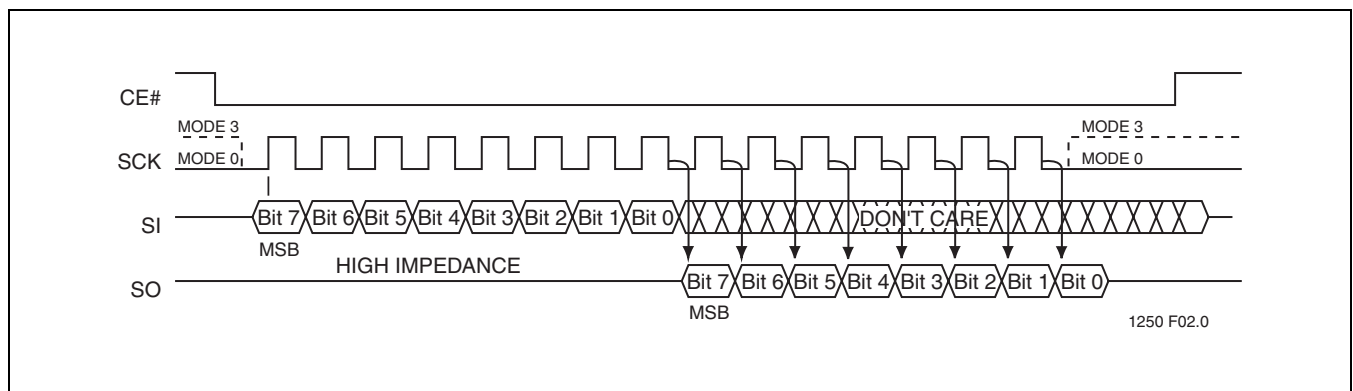 CE#
MODE 3 MODE 3
SCK MODE 0 MODE 0
SI Bit 7 Bit 6 Bit 5 Bit 4 Bit 3 Bit 2 Bit 1 Bit 0 DON'T CARE
MSB
HIGH IMPEDANCE
SO Bit 7 Bit 6 Bit 5 Bit 4 Bit 3 Bit 2 Bit 1 Bit 0
MSB
1250 F02.0